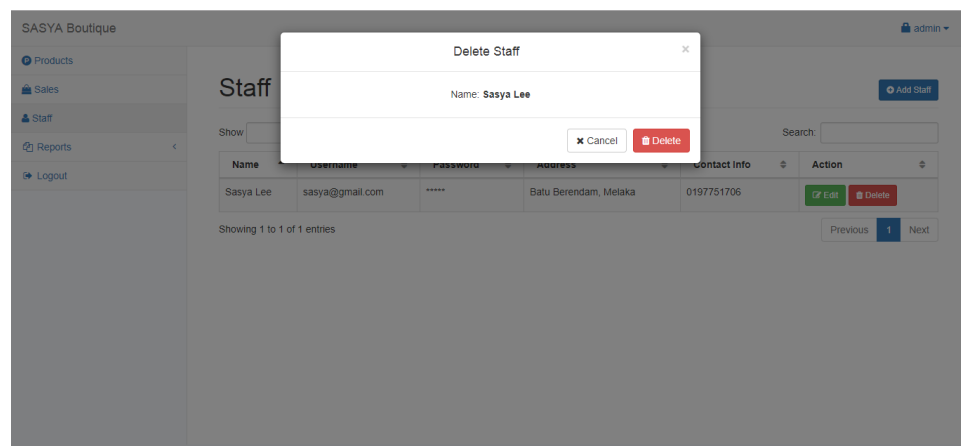 SASYA Boutique
admin
Delete Staff
×
Products
Sales
Staff
Reports
Logout
Staff
Name: Sasya Lee
Add Staff
Cancel Delete
Show
Search:
Name Username Password Address Contact Info Action
Sasya Lee sasya@gmail.com ***** Batu Berendam, Melaka 0197751706 Edit Delete
Showing 1 to 1 of 1 entries
Previous 1 Next